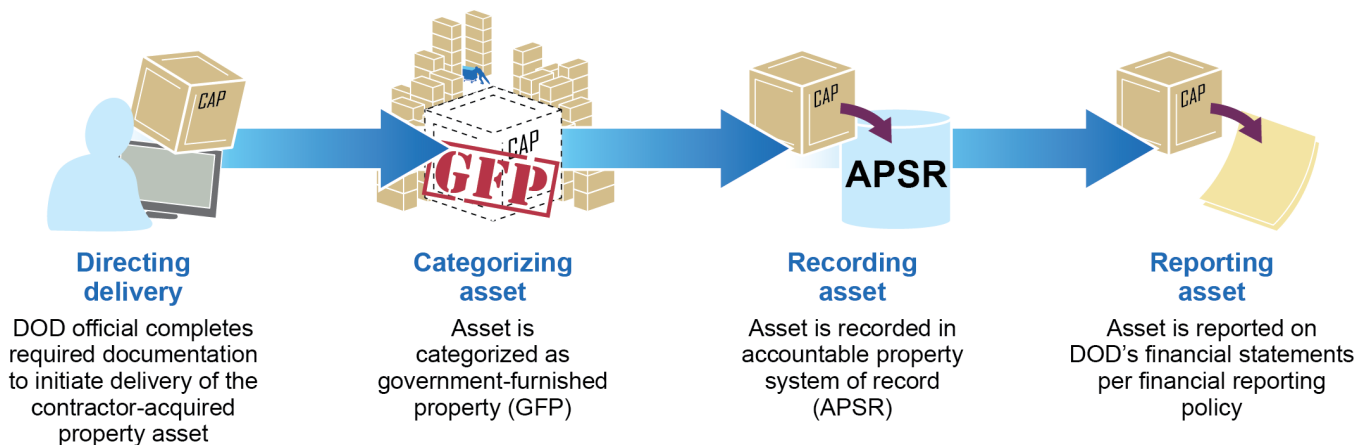 CAP
CAP
GFP
CAP
APSR
CAP
Directing
delivery
DOD official completes
required documentation
to initiate delivery of the
contractor-acquired
property asset
Categorizing
asset
Asset is
categorized as
government-furnished
property (GFP)
Recording
asset
Asset is recorded in
accountable property
system of record
(APSR)
Reporting
asset
Asset is reported on
DOD's financial statements
per financial reporting
policy